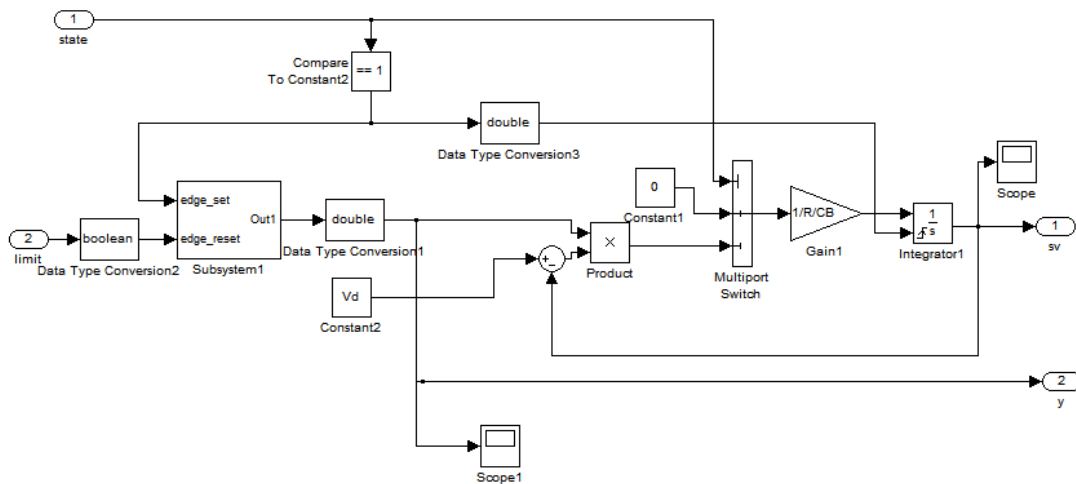 1
state
Compare
To Constant2
== 1
double
Data Type Conversion3
Scope
edge_set
Out1
edge_reset
Subsystem1
double
Data Type Conversion1
0
Constant1
1/R/CB
Gain1
1
s
Integrator1
1
sv
2
limit
boolean
Data Type Conversion2
×
Product
+
−
Multiport
Switch
Vd
Constant2
2
y
Scope1